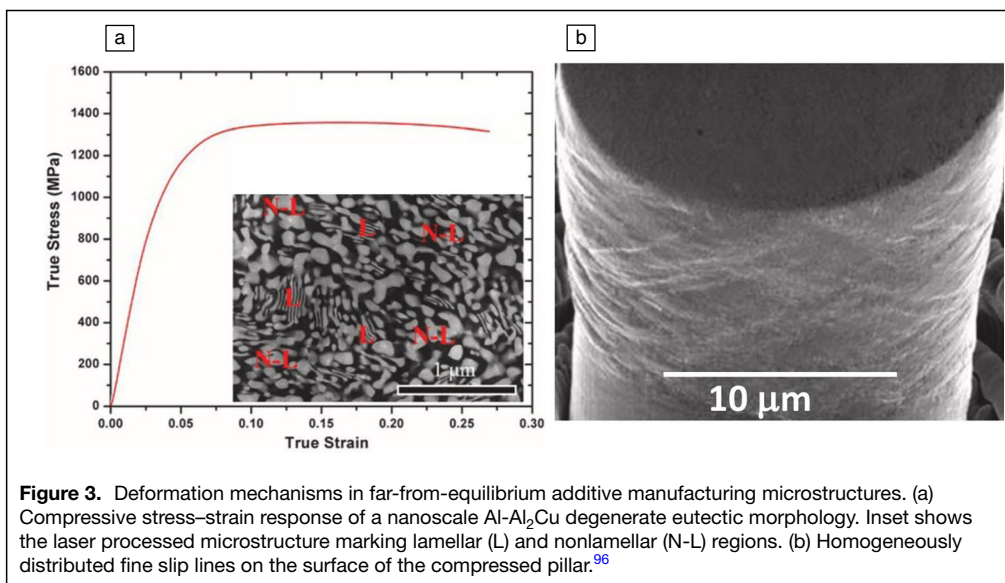 a
b
1600
1400
1200
1000
800
600
400
200
0
True Stress (MPa)
0.00 0.05 0.10 0.15 0.20 0.25 0.30
True Strain
N-L
L
N-L
L
L
N-L
N-L
1 µm
10 µm
Figure 3. Deformation mechanisms in far-from-equilibrium additive manufacturing microstructures. (a)
Compressive stress–strain response of a nanoscale Al-Al₂Cu degenerate eutectic morphology. Inset shows
the laser processed microstructure marking lamellar (L) and nonlamellar (N-L) regions. (b) Homogeneously
distributed fine slip lines on the surface of the compressed pillar.⁹⁶